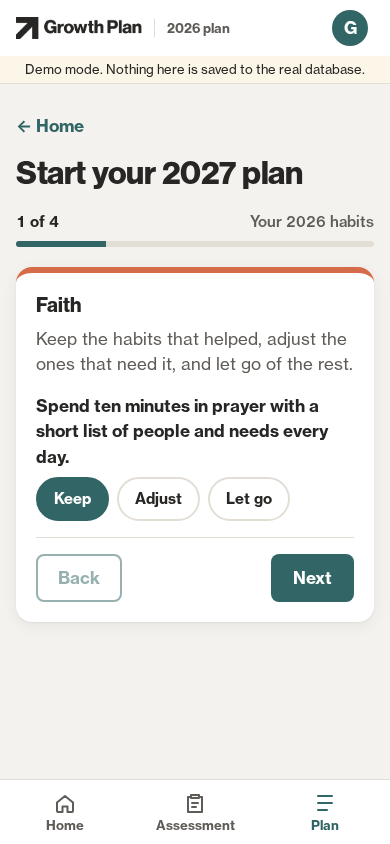 Growth Plan
2026 plan
G
Demo mode. Nothing here is saved to the real database.
← Home
Start your 2027 plan
1 of 4
Your 2026 habits
Faith
Keep the habits that helped, adjust the
ones that need it, and let go of the rest.
Spend ten minutes in prayer with a
short list of people and needs every
day.
Keep
Adjust
Let go
Back
Next
Home
Assessment
Plan